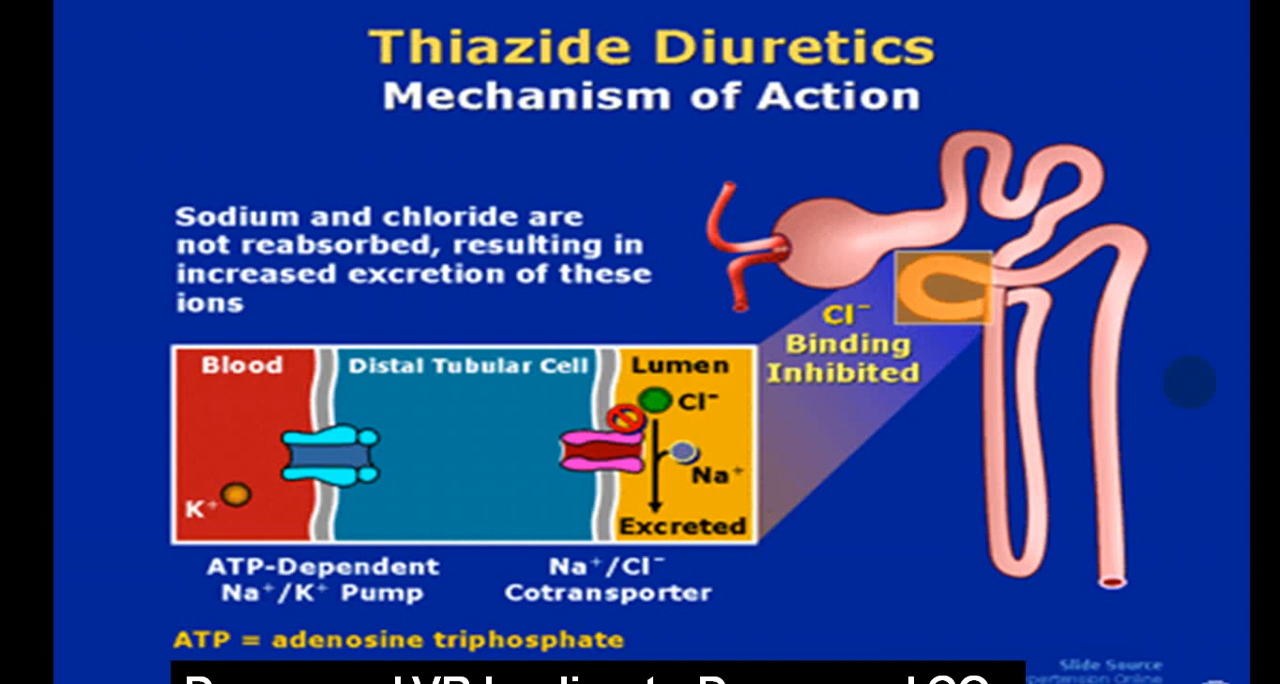 Thiazide Diuretics
Mechanism of Action
Sodium and chloride are
not reabsorbed, resulting in
increased excretion of these
ions
Cl⁻
Binding
Inhibited
Blood
Distal Tubular Cell
Lumen
Cl⁻
Na⁺
K⁺
Excreted
ATP-Dependent
Na⁺/K⁺ Pump
Na⁺/Cl⁻
Cotransporter
ATP = adenosine triphosphate
Slide Source
Online